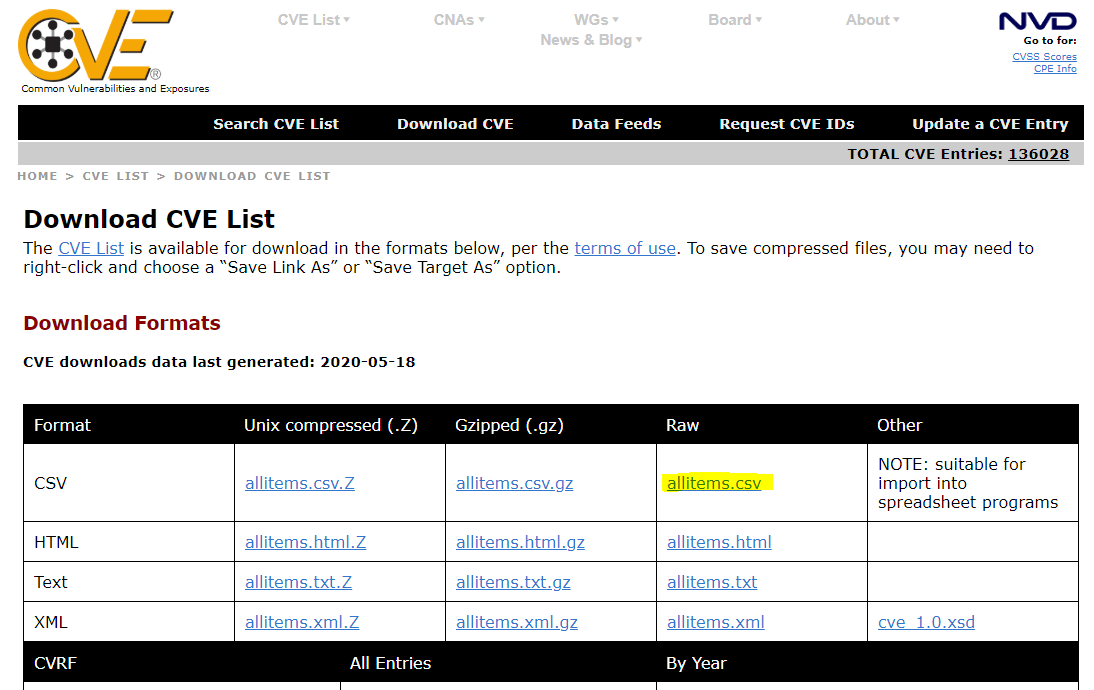 CVE®
Common Vulnerabilities and Exposures
CVE List▾ CNAs▾ WGs▾ Board▾ About▾
News & Blog▾
NVD
Go to for:
CVSS Scores
CPE Info
Search CVE List Download CVE Data Feeds Request CVE IDs Update a CVE Entry
TOTAL CVE Entries: 136028
HOME > CVE LIST > DOWNLOAD CVE LIST
Download CVE List
The CVE List is available for download in the formats below, per the terms of use. To save compressed files, you may need to
right-click and choose a “Save Link As” or “Save Target As” option.
Download Formats
CVE downloads data last generated: 2020-05-18
Format Unix compressed (.Z) Gzipped (.gz) Raw Other
CSV allitems.csv.Z allitems.csv.gz allitems.csv NOTE: suitable for
import into
spreadsheet programs
HTML allitems.html.Z allitems.html.gz allitems.html
Text allitems.txt.Z allitems.txt.gz allitems.txt
XML allitems.xml.Z allitems.xml.gz allitems.xml cve_1.0.xsd
CVRF All Entries By Year